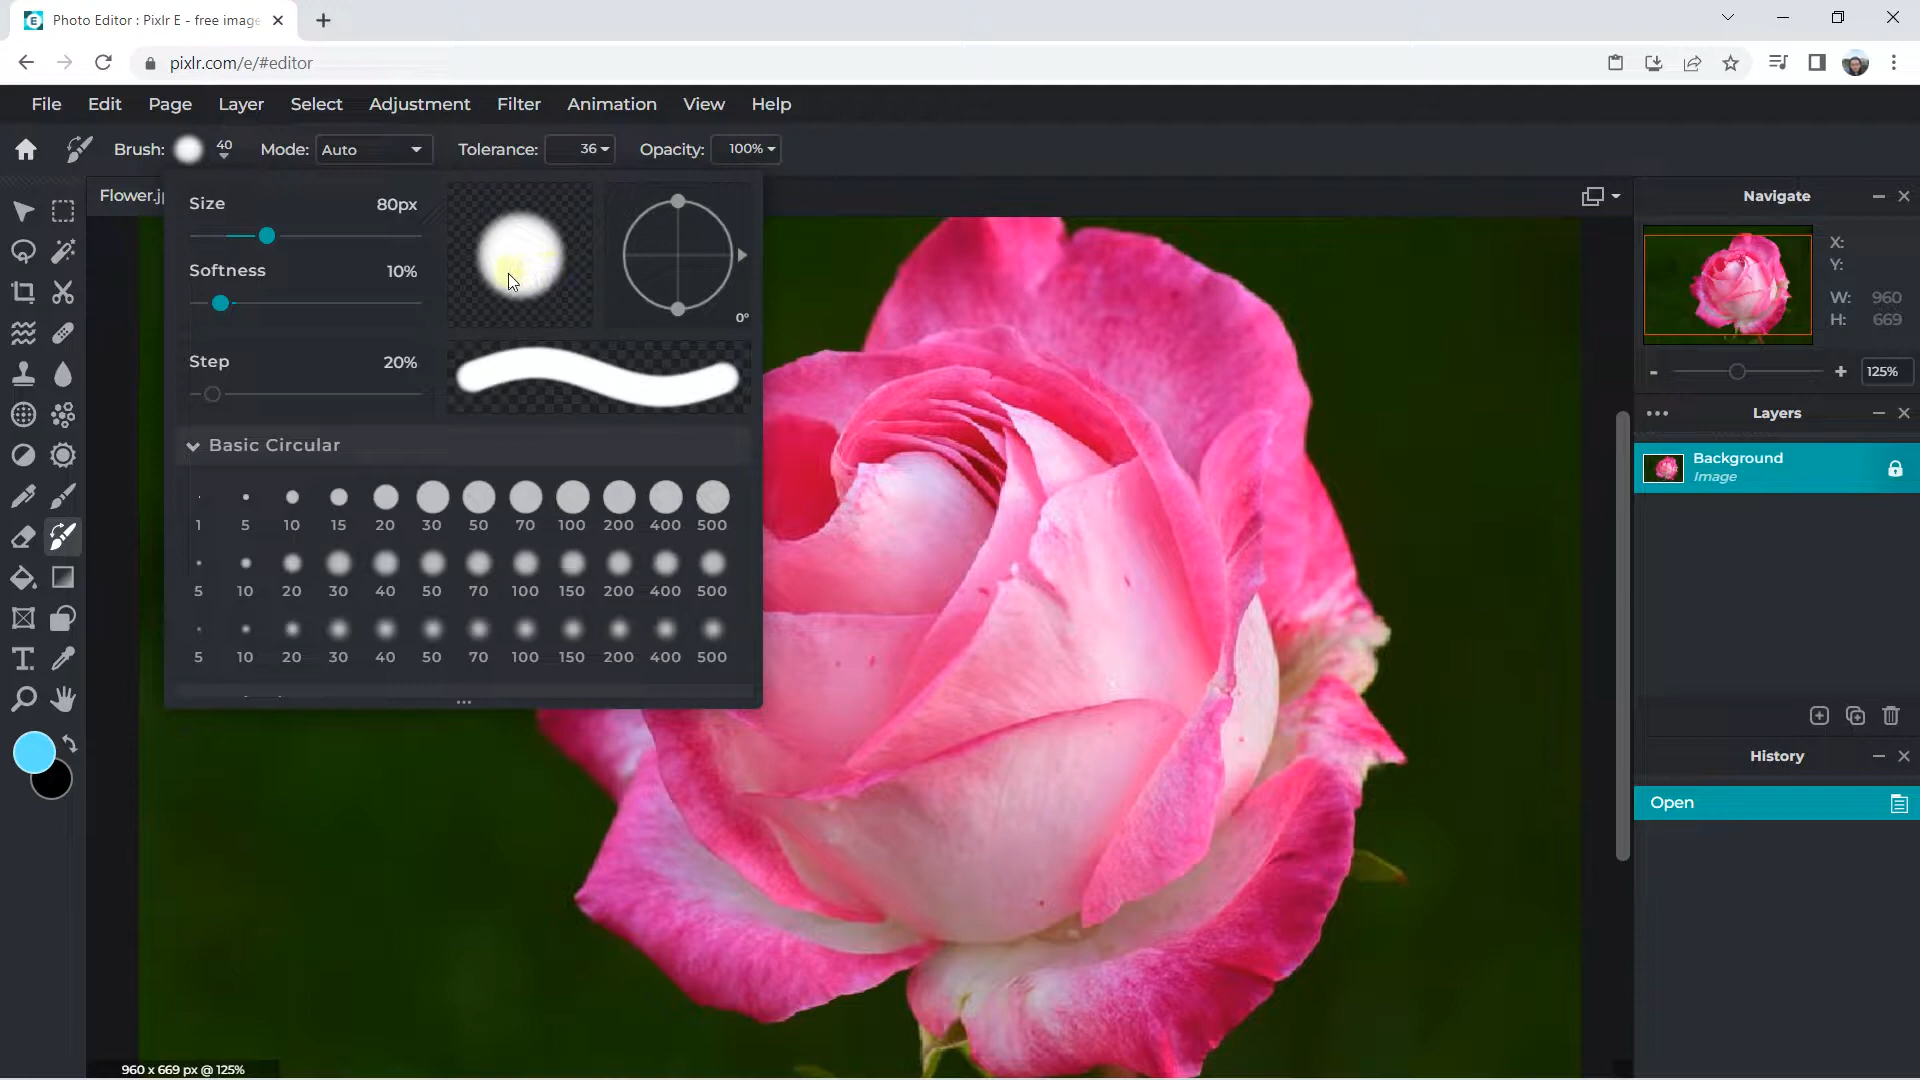 Photo Editor : Pixlr E - free image
pixlr.com/e/#editor
File Edit Page Layer Select Adjustment Filter Animation View Help
Brush: 40 Mode: Auto Tolerance: 36 Opacity: 100%
Flower.j
Size 80px
Softness 10%
0°
Step 20%
Basic Circular
1 5 10 15 20 30 50 70 100 200 400 500
5 10 20 30 40 50 70 100 150 200 400 500
5 10 20 30 40 50 70 100 150 200 400 500
Navigate
X:
Y:
W: 960
H: 669
- + 125%
Layers
Background
Image
History
Open
960 x 669 px @ 125%